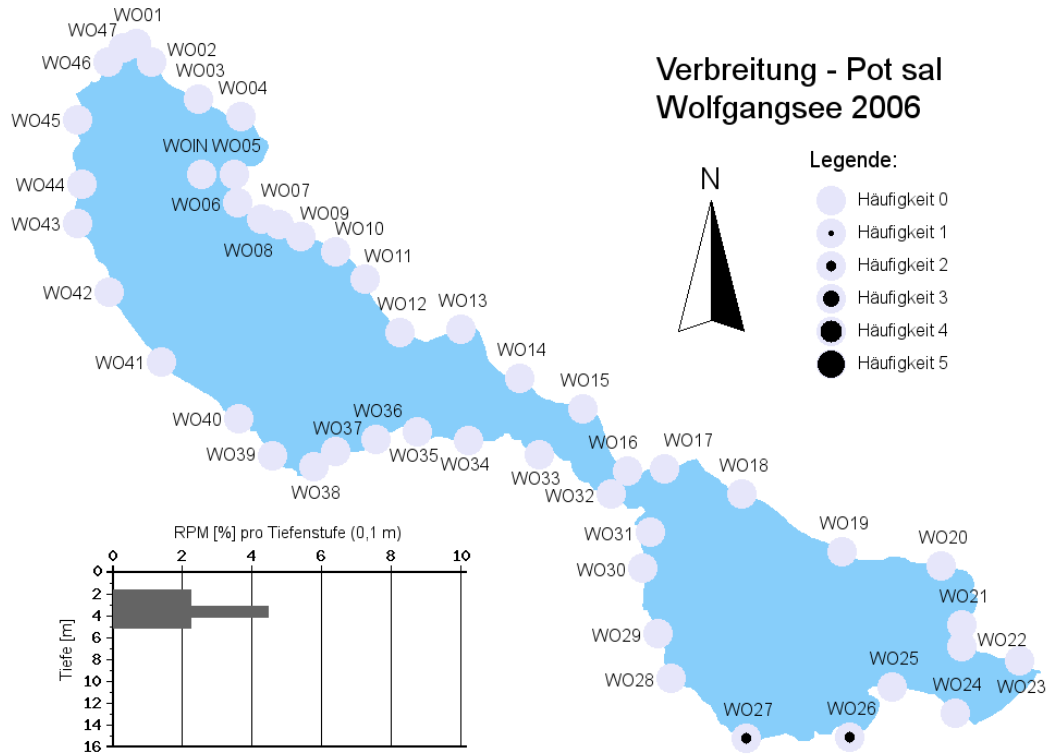 WO01
WO47
WO02
WO46
WO03
WO04
Verbreitung - Pot sal
Wolfgangsee 2006
WO45
WOIN
WO05
Legende:
N
WO44
WO06
WO07
Häufigkeit 0
WO43
WO09
WO08
WO10
Häufigkeit 1
WO11
Häufigkeit 2
WO42
Häufigkeit 3
WO12
WO13
Häufigkeit 4
WO41
WO14
Häufigkeit 5
WO15
WO40
WO36
WO37
WO39
WO35
WO34
WO16
WO17
WO33
WO38
WO18
WO32
RPM [%] pro Tiefenstufe (0,1 m)
0 2 4 6 8 10
WO31
WO19
WO20
WO30
0
2
4
6
8
10
12
14
16
Tiefe [m]
WO21
WO29
WO22
WO28
WO25
WO24
WO23
WO27
WO26